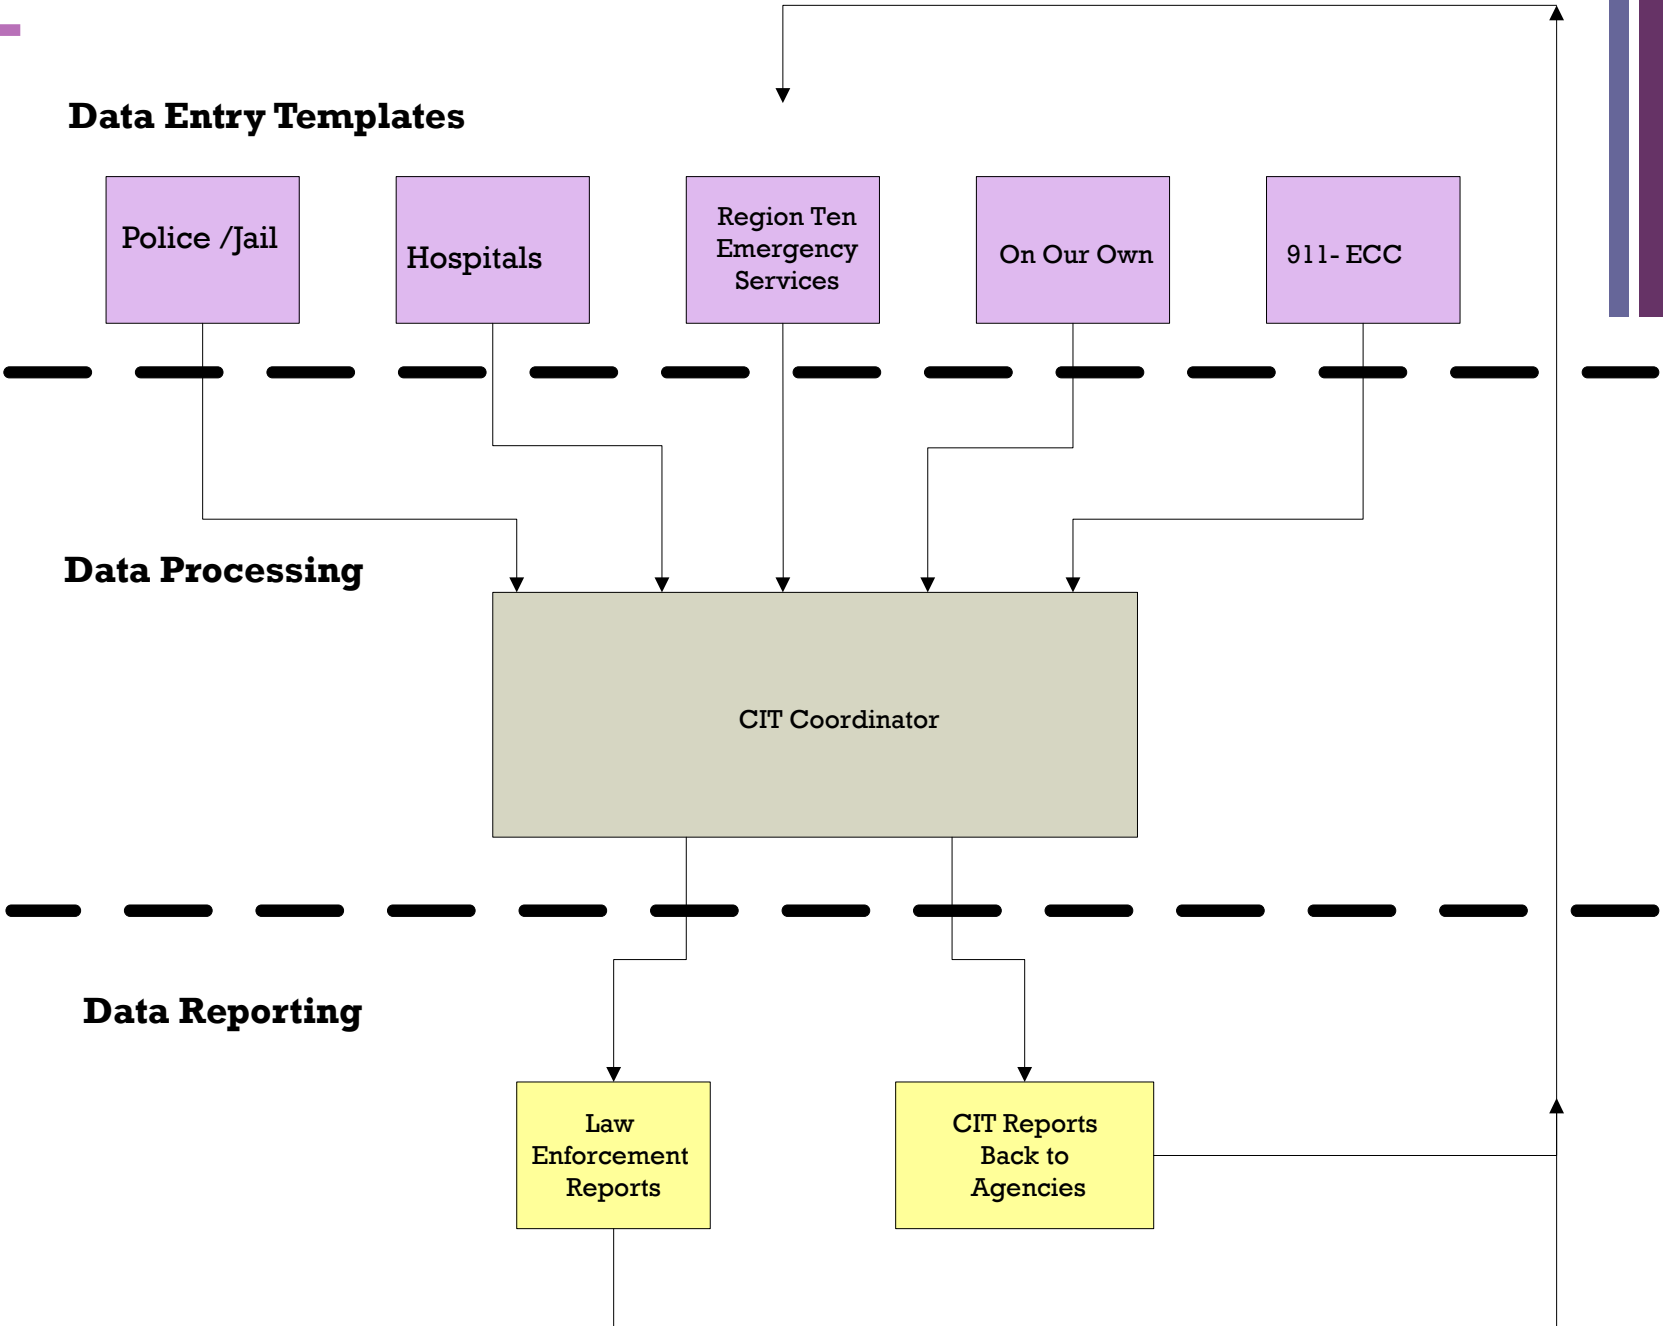 Data Entry Templates
Police /Jail
Hospitals
Region Ten
Emergency
Services
On Our Own
911- ECC
Data Processing
CIT Coordinator
Data Reporting
Law
Enforcement
Reports
CIT Reports
Back to
Agencies